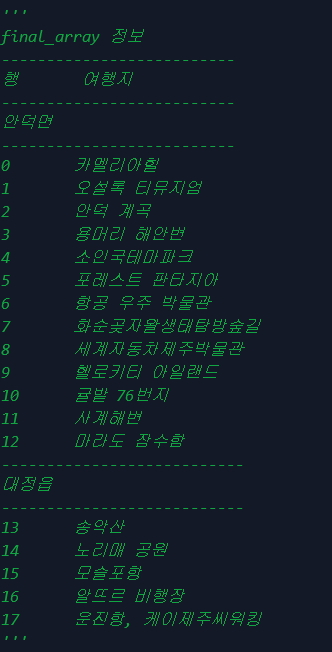 '''
final_array 정보
--------------------------
행 여행지
--------------------------
안덕면
--------------------------
0 카멜리아힐
1 오설록 티뮤지엄
2 안덕 계곡
3 용머리 해안변
4 소인국테마파크
5 포레스트 판타지아
6 항공 우주 박물관
7 화순곶자왈생태탐방숲길
8 세계자동차제주박물관
9 헬로키티 아일랜드
10 귤밭 76번지
11 사계해변
12 마라도 잠수함
---------------------------
대정읍
---------------------------
13 송악산
14 노리매 공원
15 모슬포항
16 알뜨르 비행장
17 운진항, 케이제주씨워킹
'''